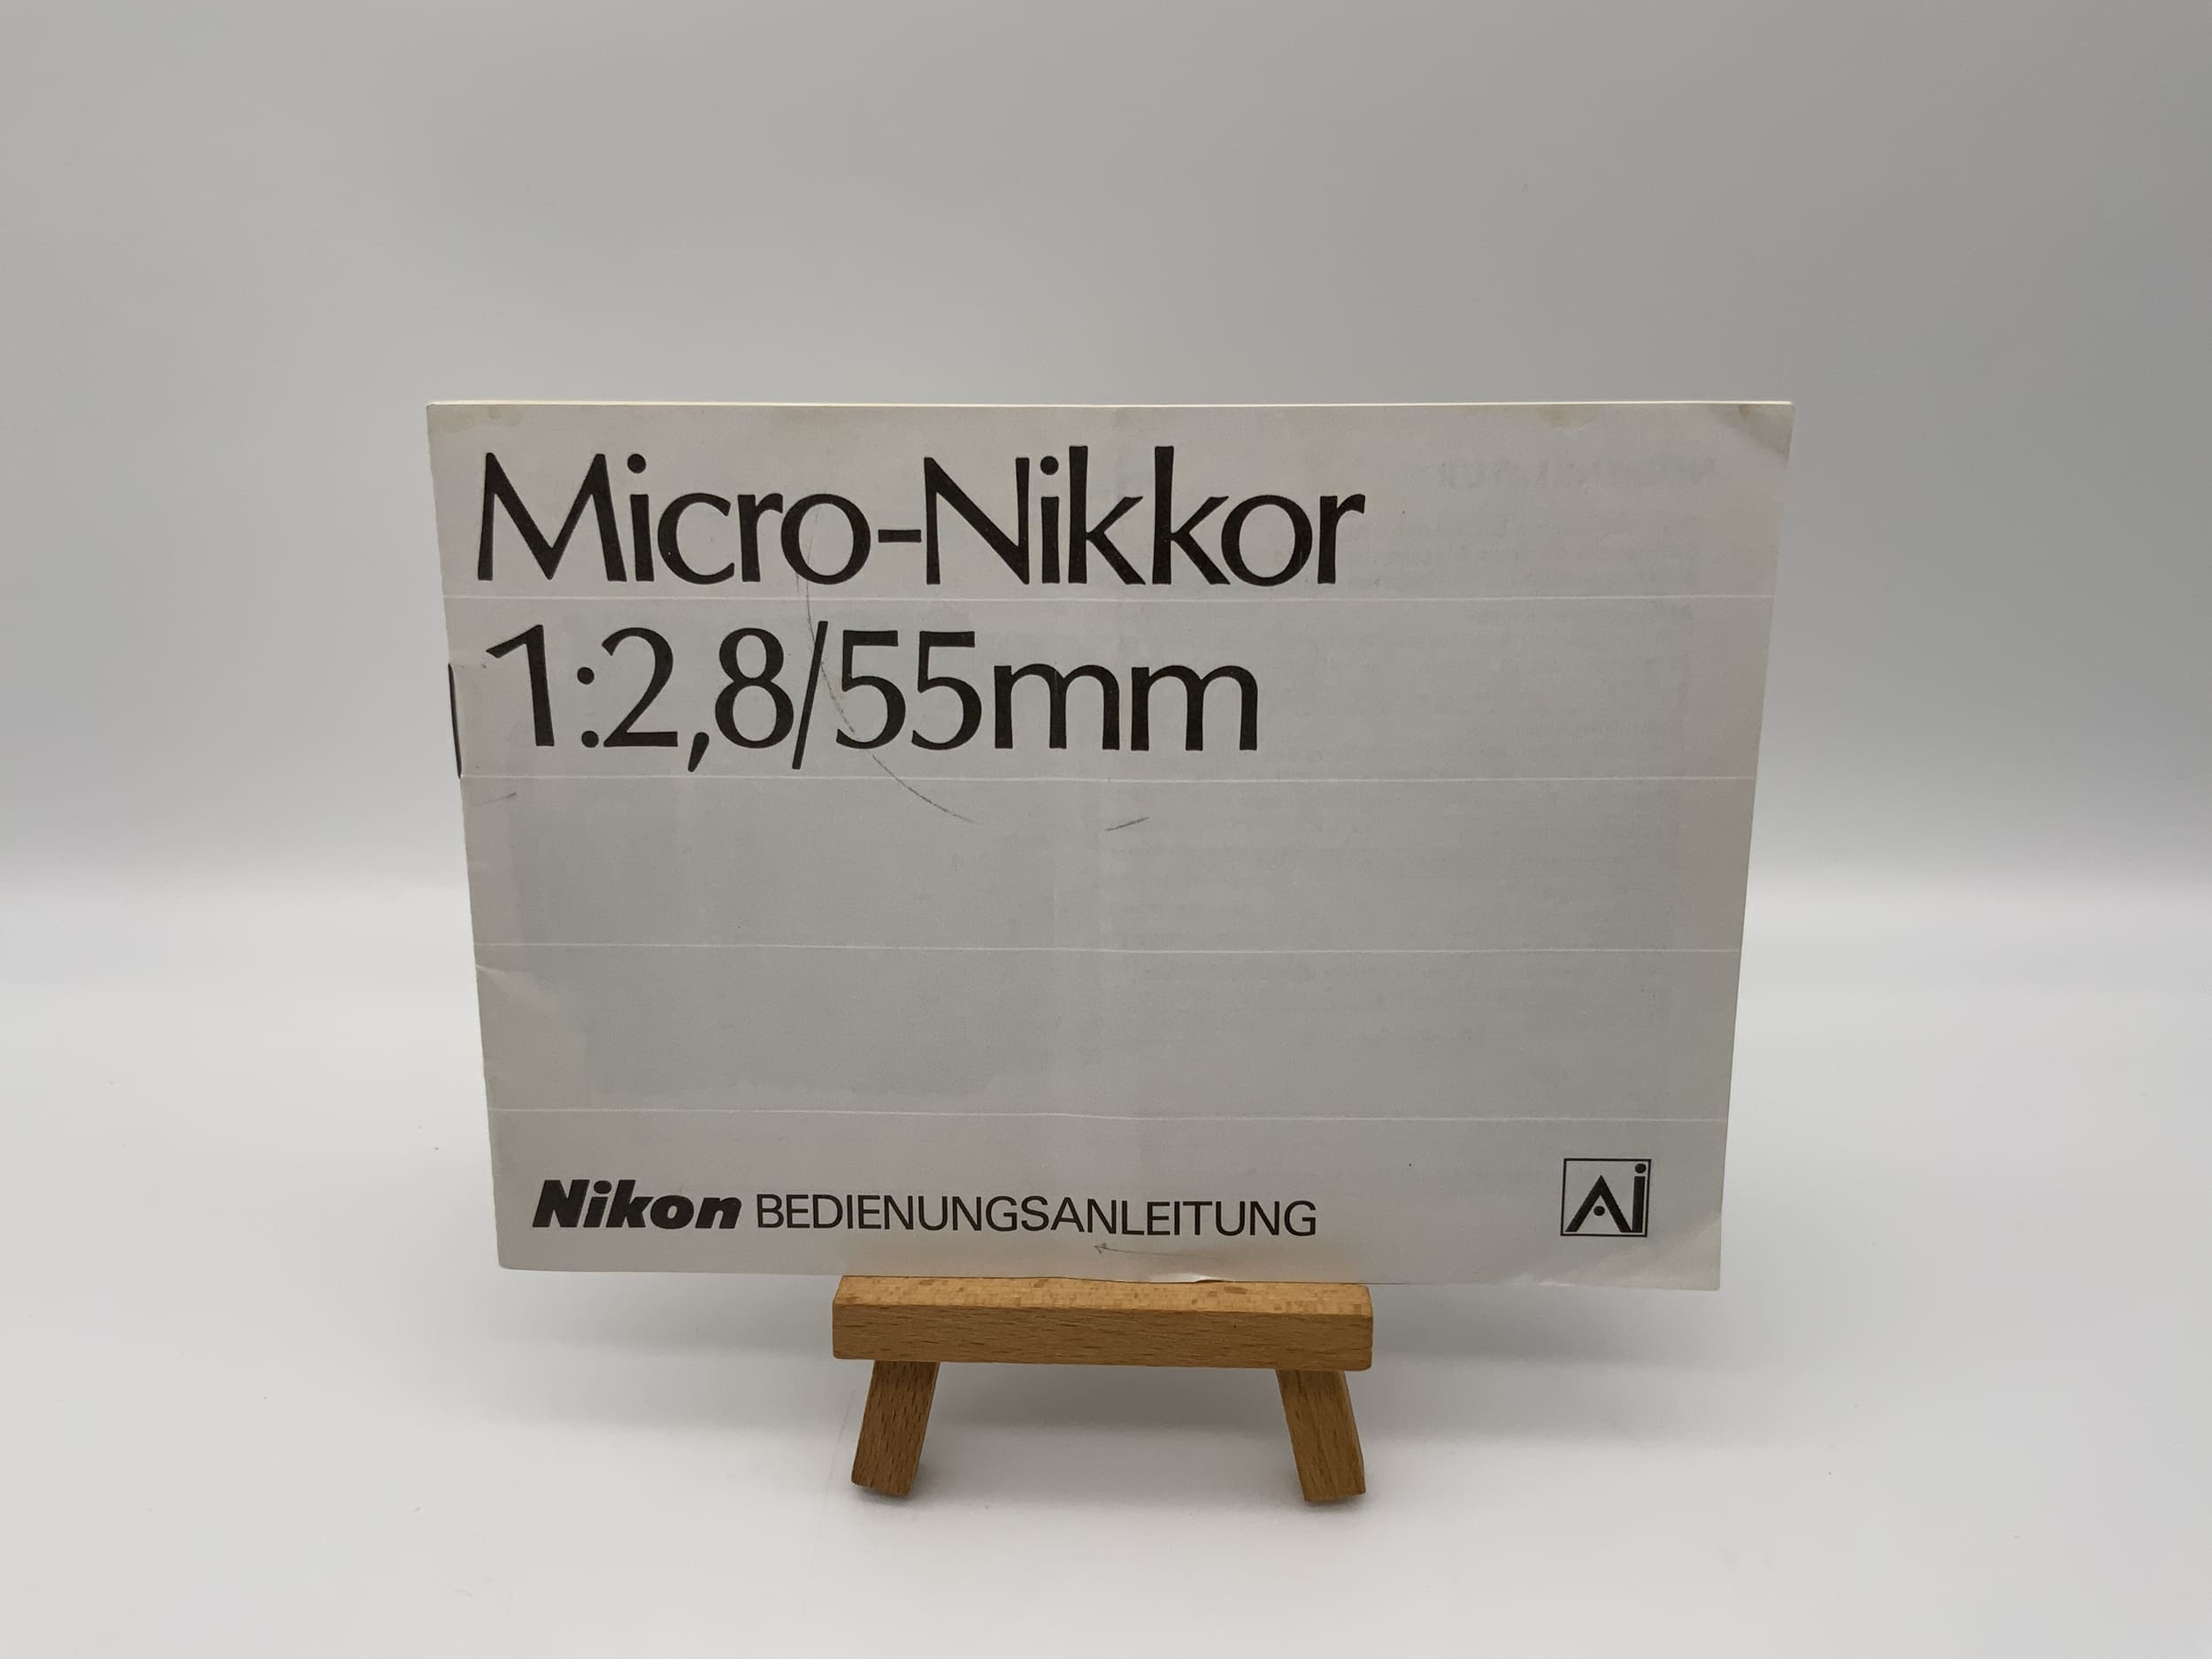 Micro-Nikkor
1:2,8/55mm
Nikon BEDIENUNGSANLEITUNG
Ai